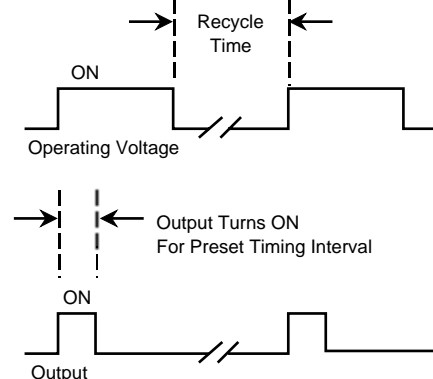 Recycle
Time
ON
Operating Voltage
Output Turns ON
For Preset Timing Interval
ON
Output